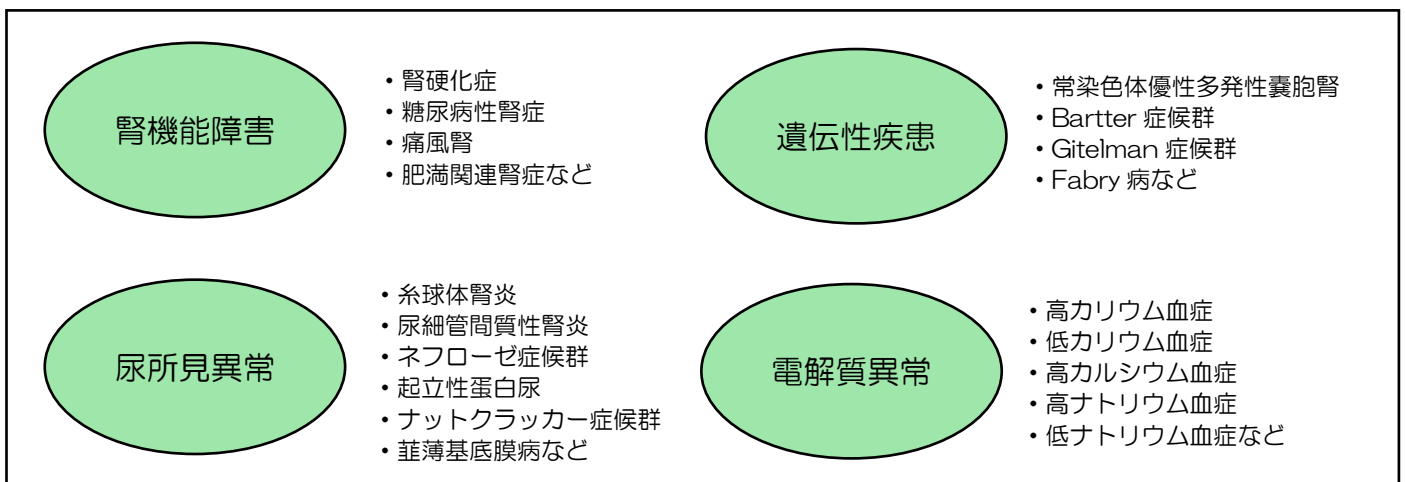 腎機能障害
・腎硬化症
・糖尿病性腎症
・痛風腎
・肥満関連腎症など
遺伝性疾患
・常染色体優性多発性嚢胞腎
・Bartter 症候群
・Gitelman 症候群
・Fabry 病など
尿所見異常
・糸球体腎炎
・尿細管間質性腎炎
・ネフローゼ症候群
・起立性蛋白尿
・ナットクラッカー症候群
・韮薄基底膜病など
電解質異常
・高カリウム血症
・低カリウム血症
・高カルシウム血症
・高ナトリウム血症
・低ナトリウム血症など